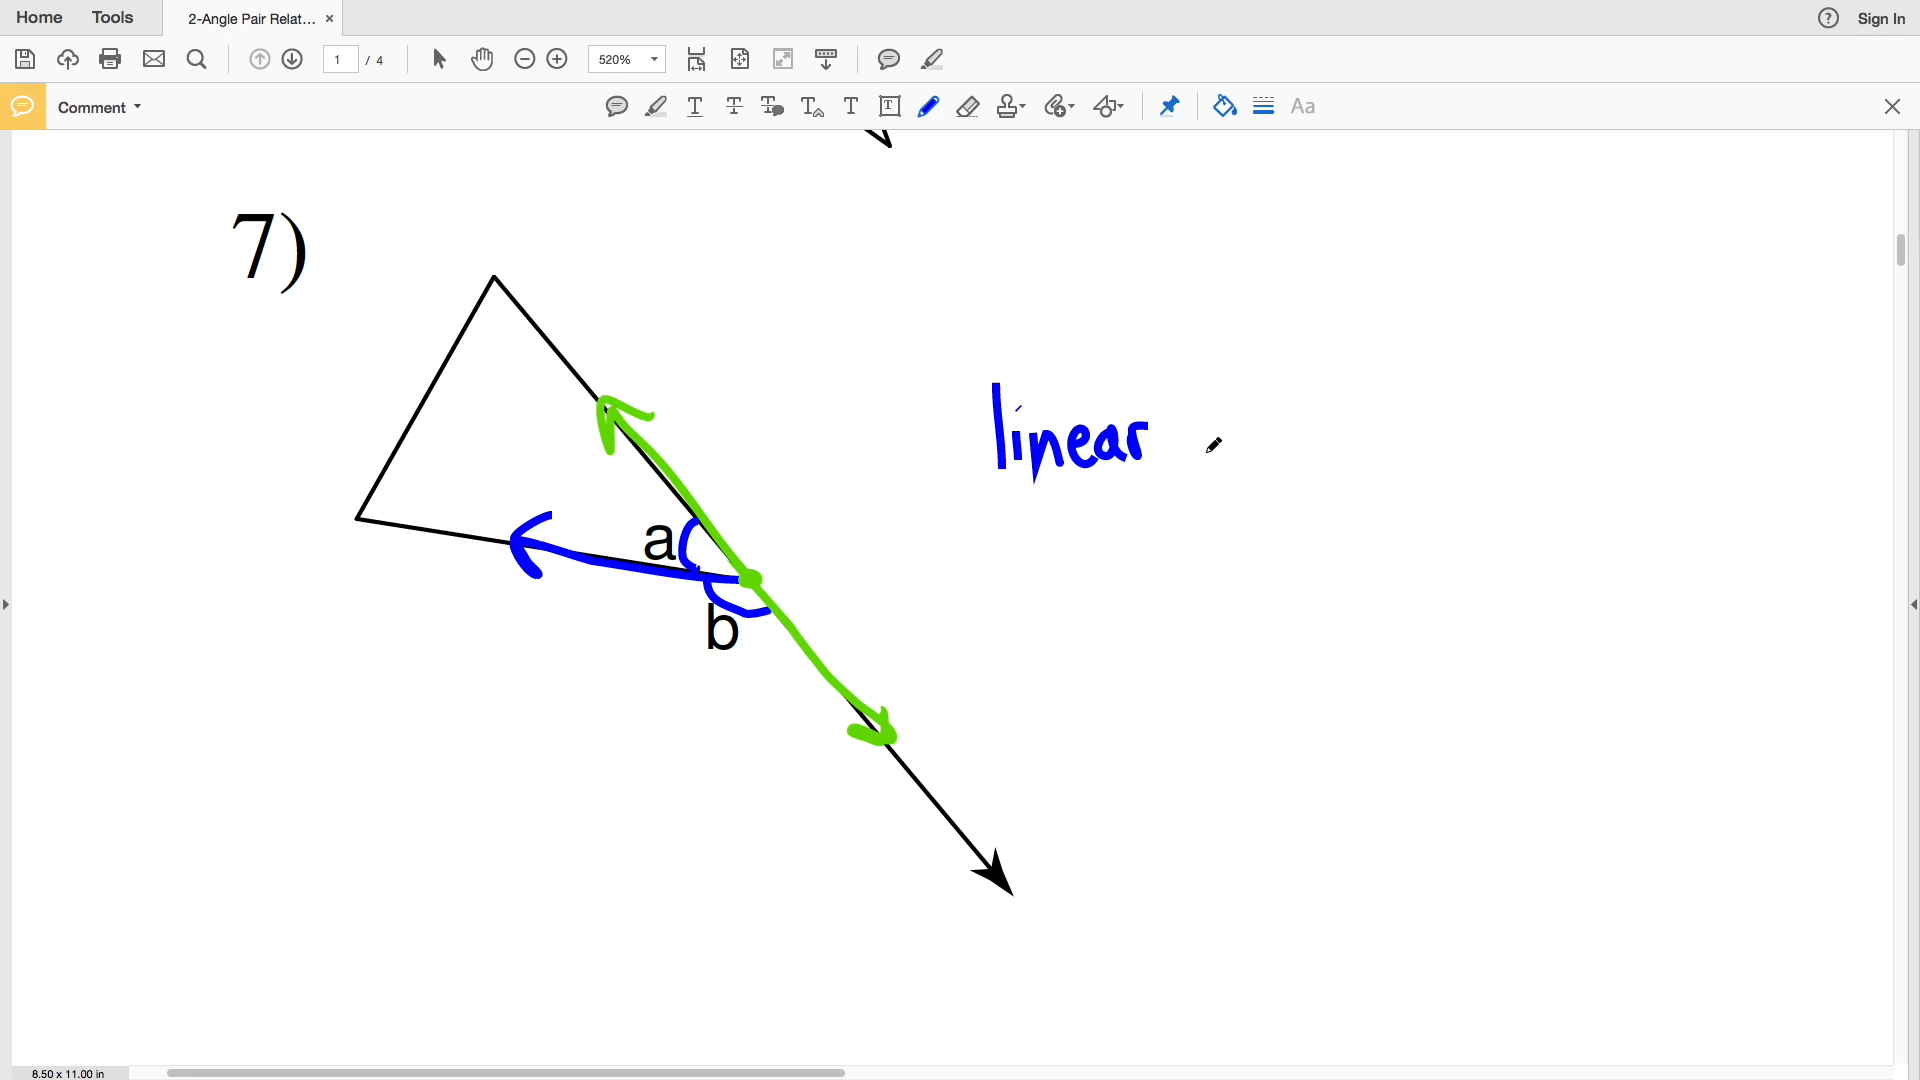 Home Tools 2-Angle Pair Relat... × ? Sign In
1 / 4 520%
Comment T T T T T T Aa
7)
linear
a
b
8.50 x 11.00 in